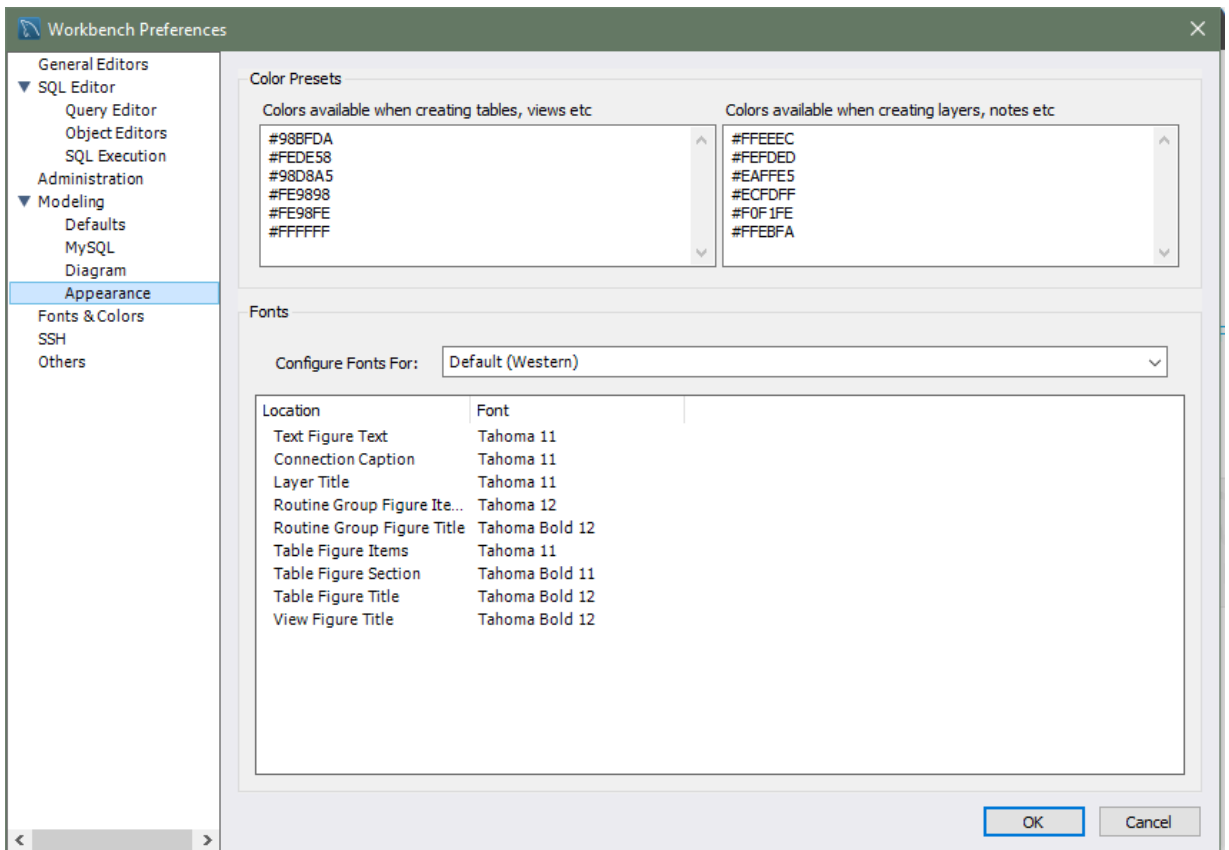 Workbench Preferences
General Editors
SQL Editor
Query Editor
Object Editors
SQL Execution
Administration
Modeling
Defaults
MySQL
Diagram
Appearance
Fonts & Colors
SSH
Others
Color Presets
Colors available when creating tables, views etc
#98BFDA
#FEDE58
#98D8A5
#FE9898
#FE98FE
#FFFFFF
Colors available when creating layers, notes etc
#FFEEEC
#FEFDED
#EAFFE5
#ECFDFF
#F0F1FE
#FFEBFA
Fonts
Configure Fonts For: Default (Western)
Location Font
Text Figure Text Tahoma 11
Connection Caption Tahoma 11
Layer Title Tahoma 11
Routine Group Figure Ite... Tahoma 12
Routine Group Figure Title Tahoma Bold 12
Table Figure Items Tahoma 11
Table Figure Section Tahoma Bold 11
Table Figure Title Tahoma Bold 12
View Figure Title Tahoma Bold 12
OK Cancel